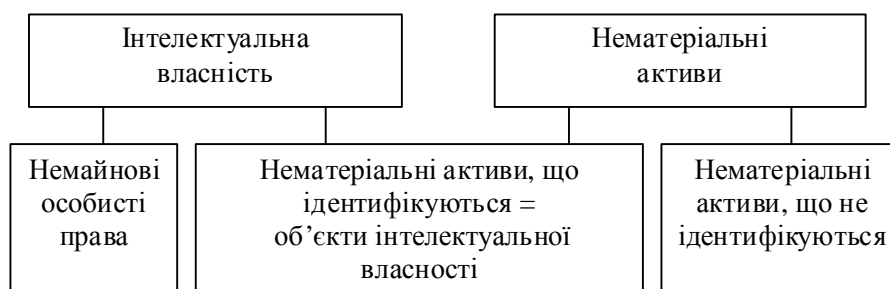 Інтелектуальна
власність
Нематеріальні
активи
Немайнові
особисті
права
Нематеріальні активи, що
ідентифікуються =
об’єкти інтелектуальної
власності
Нематеріальні
активи, що не
ідентифікуються